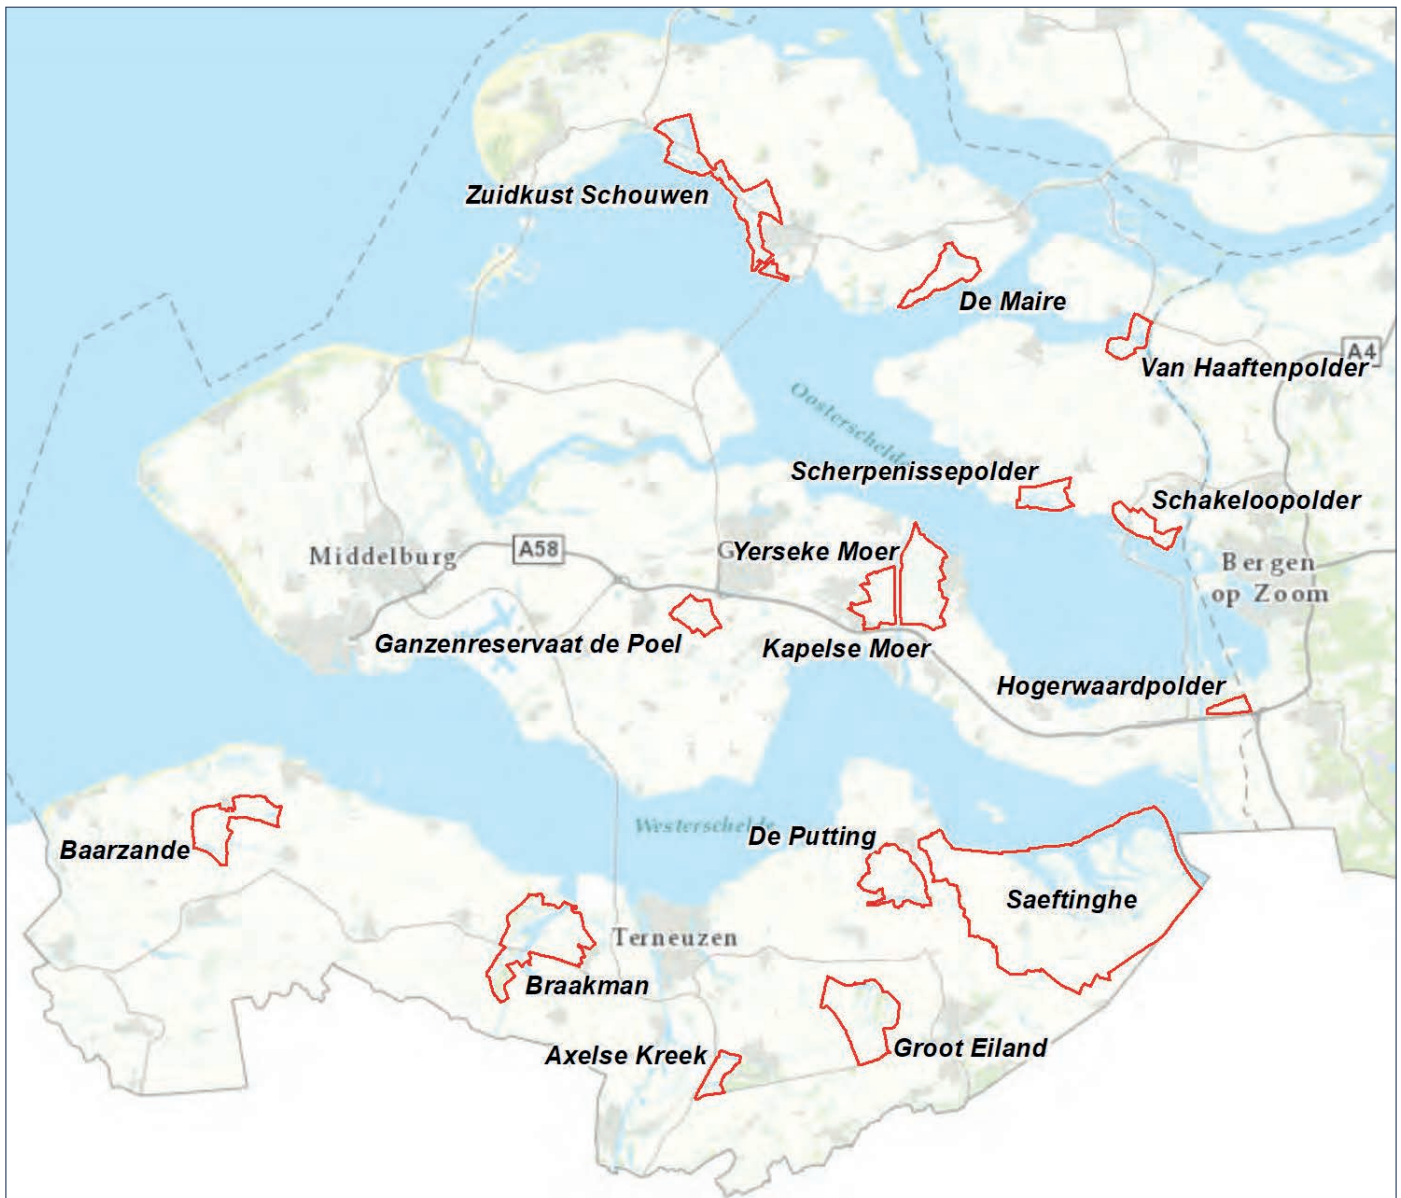 Zuidkust Schouwen
De Maire
A4
Van Haaftenpolder
Oosterschelde
Scherpenissepolder
Schakeloopolder
Middelburg
A58
G
Yerseke Moer
Bergen
op Zoom
Ganzenreservaat de Poel
Kapelse Moer
Hogerwaardpolder
Westerschelde
De Putting
Baarzande
Saeftinghe
Terneuzen
Braakman
Axelse Kreek
Groot Eiland